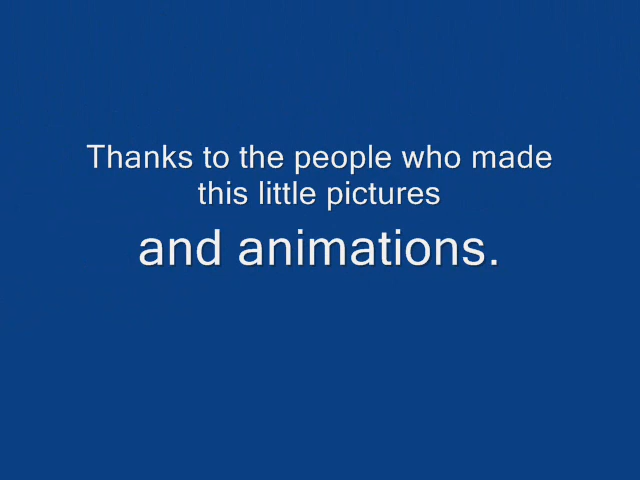 Thanks to the people who made
this little pictures
and animations.